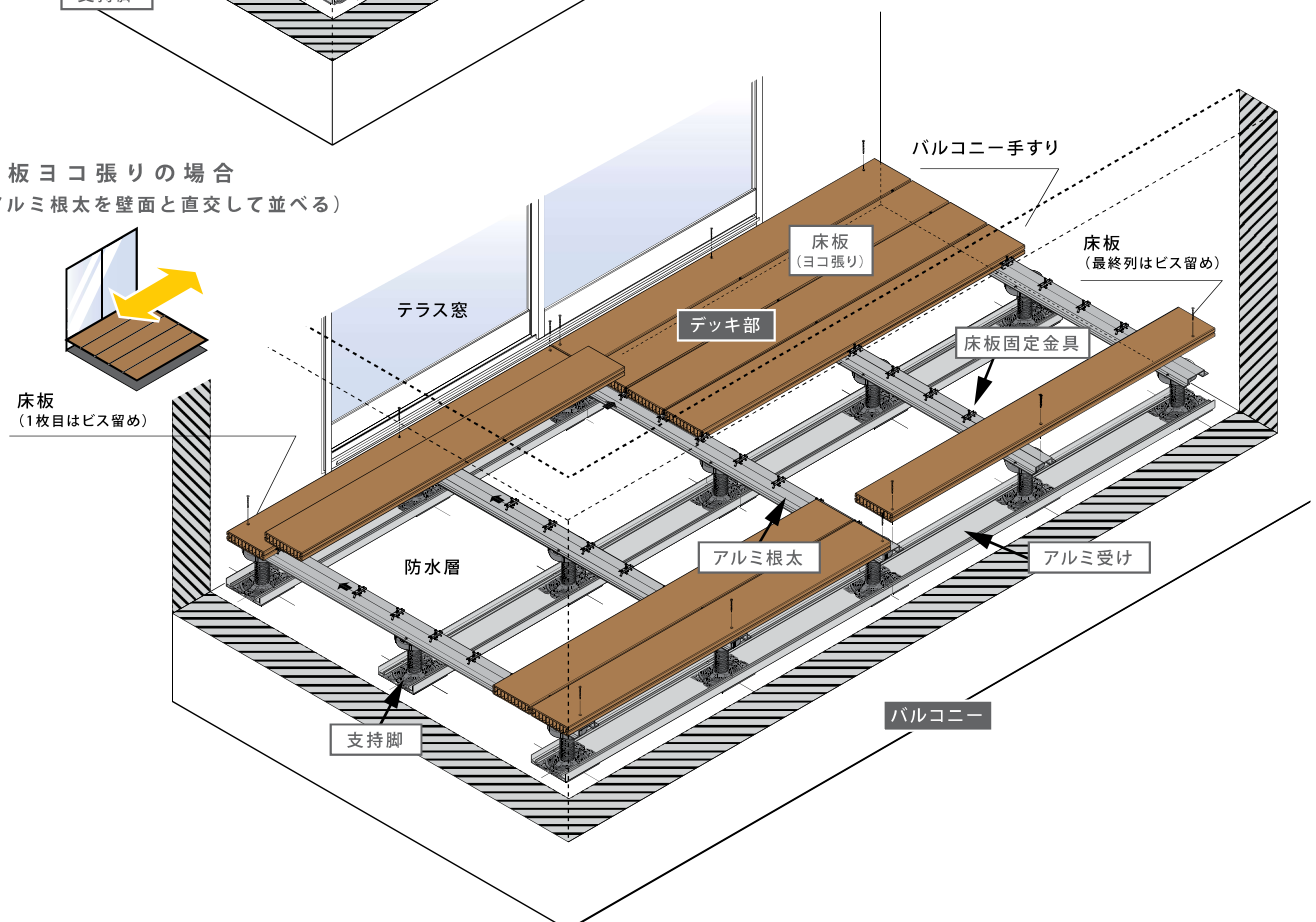 板ヨコ張りの場合
アルミ根太を壁面と直交して並べる）
バルコニー手すり
床板
（ヨコ張り）
床板
（最終列はビス留め）
テラス窓
デッキ部
床板固定金具
床板
（1枚目はビス留め）
アルミ根太
アルミ受け
防水層
バルコニー
支持脚